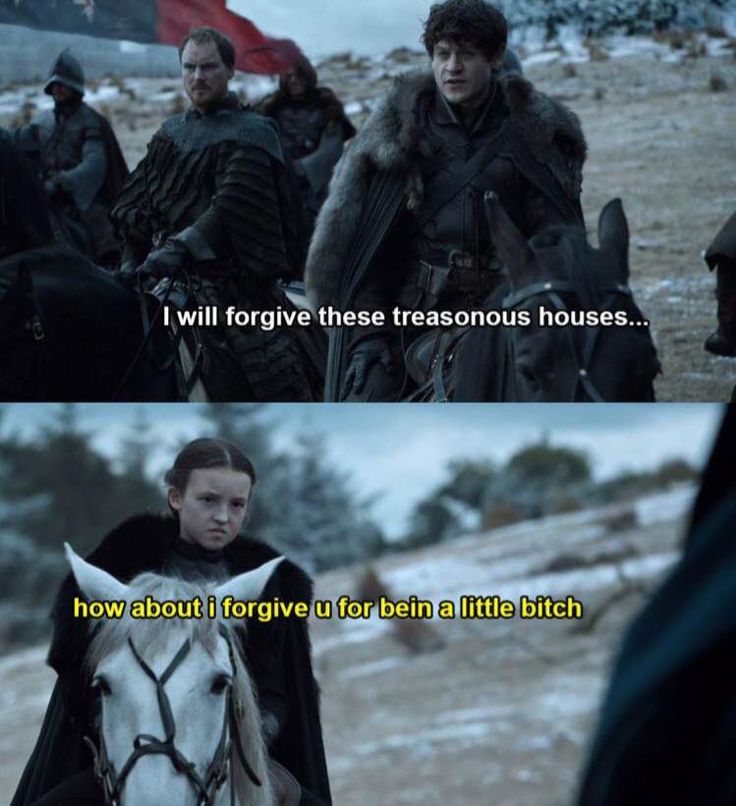 I will forgive these treasonous houses...
how about i forgive u for bein a little bitch